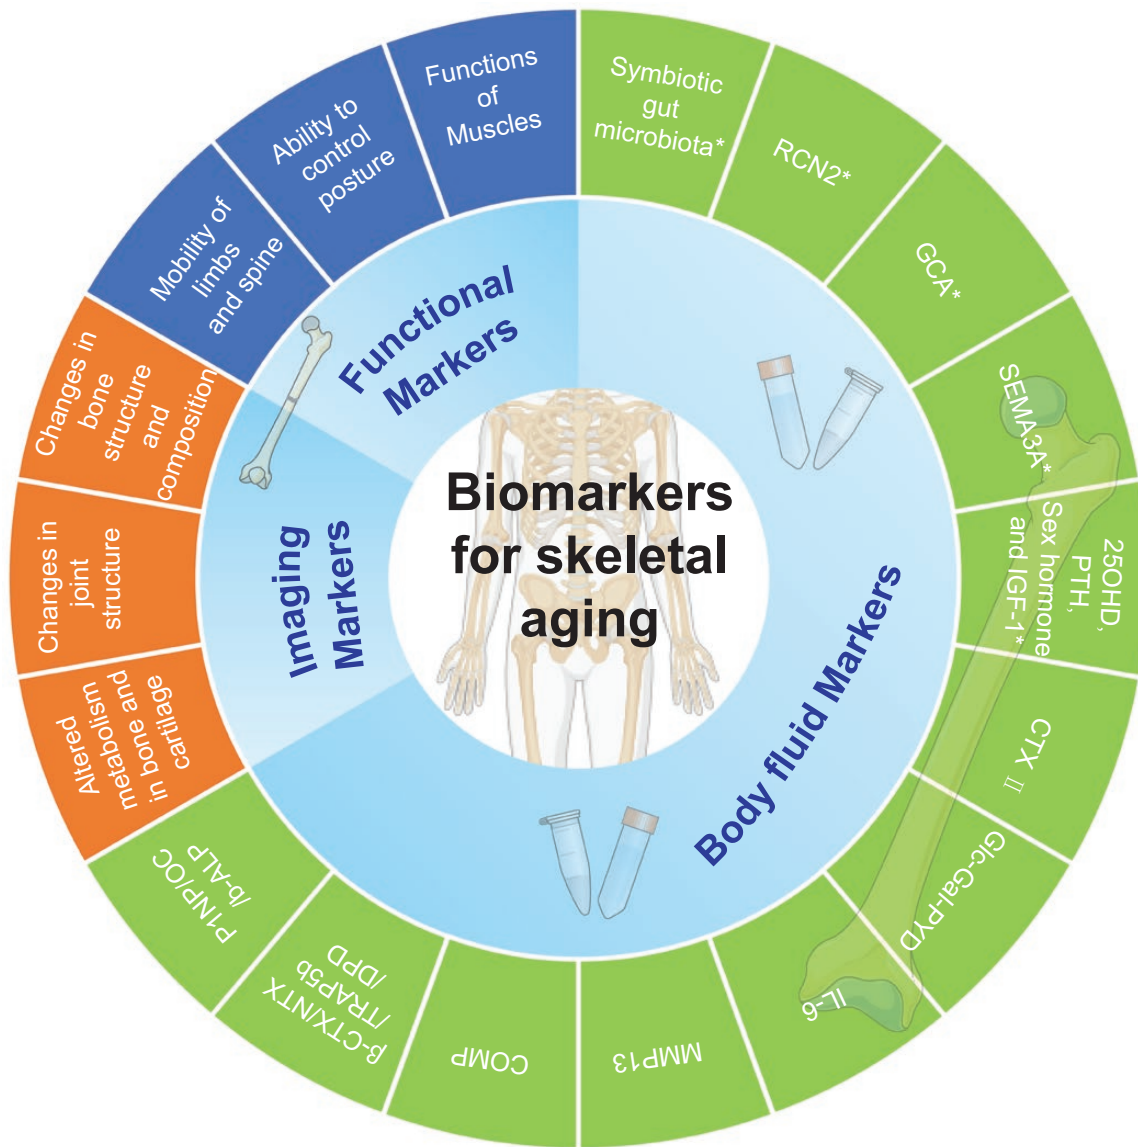 Biomarkers
for skeletal
aging
Functional
Markers
Imaging
Markers
Body fluid Markers
Functions
of
Muscles
Ability to
control
posture
Mobility of
limbs
and spine
Changes in
bone
structure
and
composition
Changes in
joint
structure
Altered
metabolism
in bone and
cartilage
Symbiotic
gut
microbiota*
RCN2*
GCA*
SEMA3A*
25OHD,
PTH,
Sex hormone
and IGF-1*
CTX II
Glc-Gal-PYD
IL-6
MMP13
COMP
β-CTX/NTX
/TRAP5b
/DPD
P1NP/OC
/b-ALP